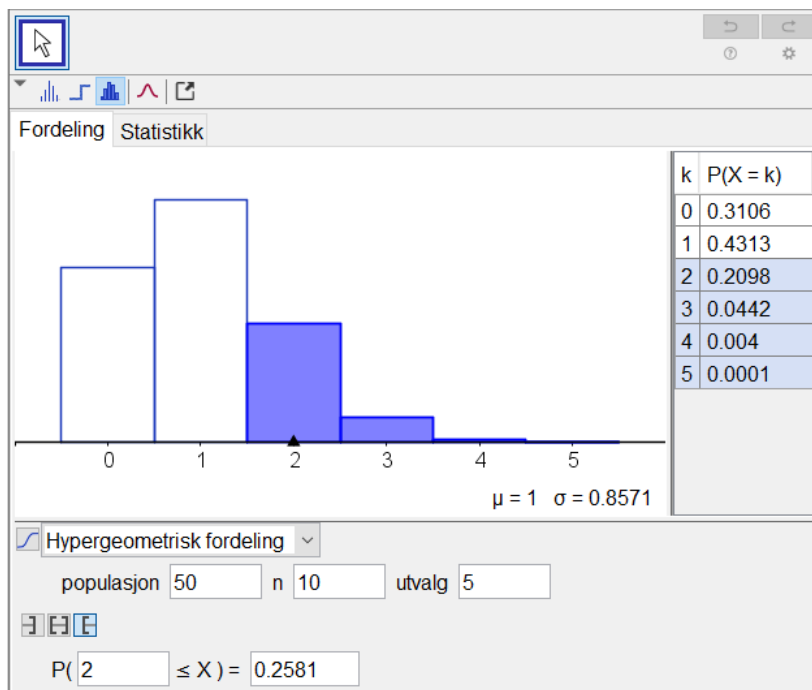 Fordeling Statistikk
k P(X = k)
0 0.3106
1 0.4313
2 0.2098
3 0.0442
4 0.004
5 0.0001
0 1 2 3 4 5
μ = 1 σ = 0.8571
Hypergeometrisk fordeling
populasjon 50 n 10 utvalg 5
P( 2 ≤ X ) = 0.2581